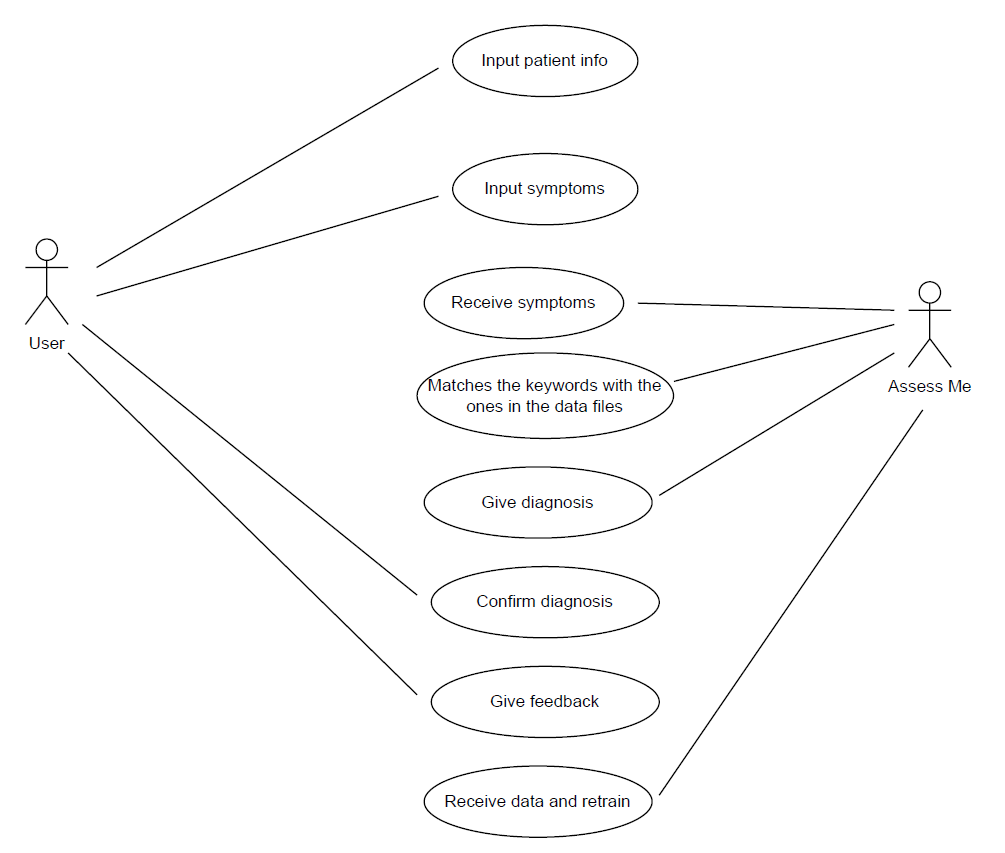 Input patient info
Input symptoms
User
Receive symptoms
Matches the keywords with the
ones in the data files
Assess Me
Give diagnosis
Confirm diagnosis
Give feedback
Receive data and retrain